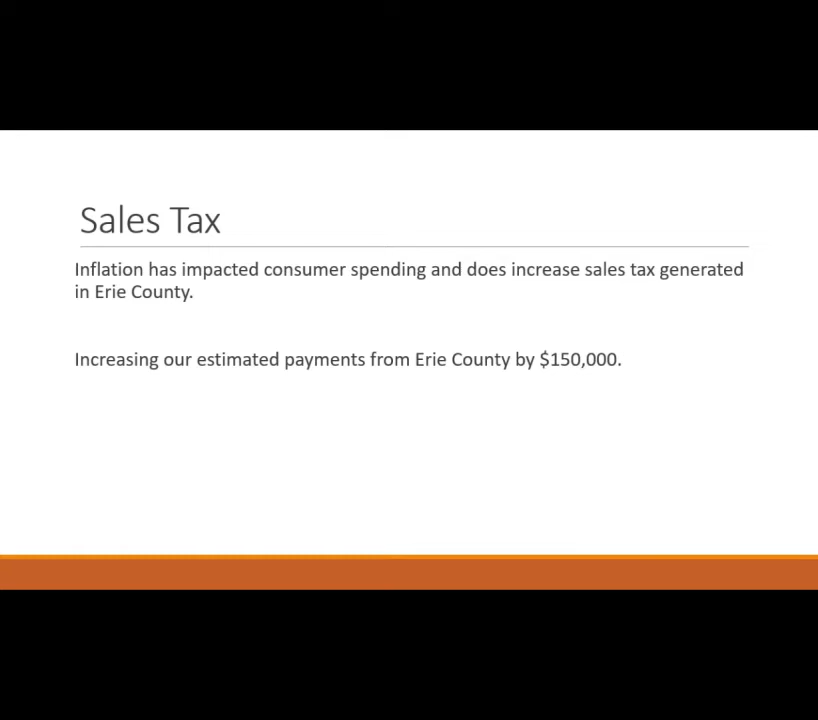 Sales Tax
Inflation has impacted consumer spending and does increase sales tax generated
in Erie County.
Increasing our estimated payments from Erie County by $150,000.